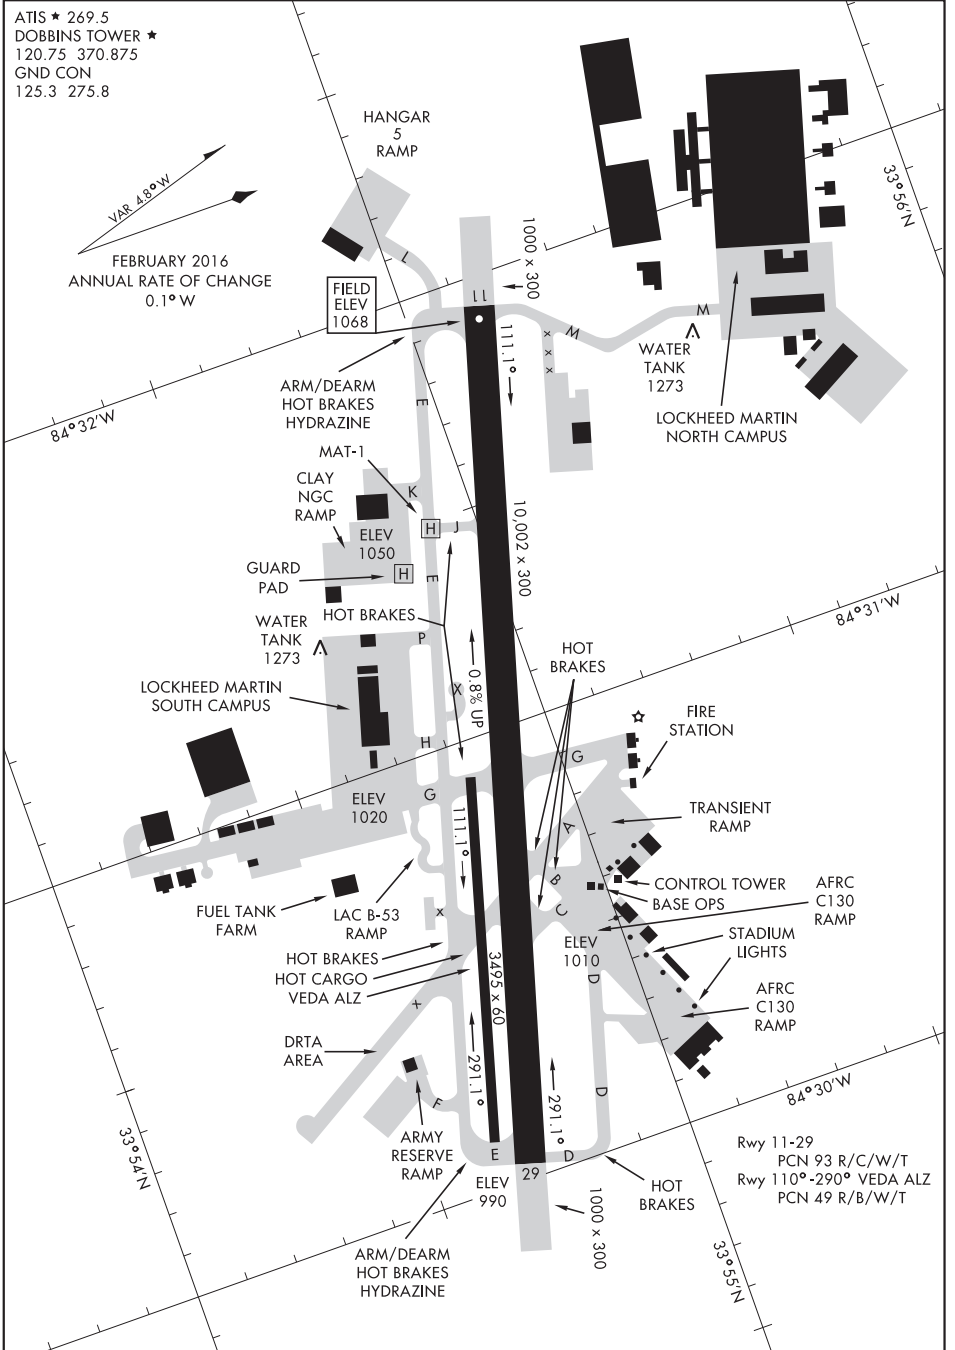 ATIS ★ 269.5
DOBBINS TOWER ★
120.75 370.875
GND CON
125.3 275.8
HANGAR
5
RAMP
VAR 4.8° W
FEBRUARY 2016
ANNUAL RATE OF CHANGE
0.1° W
33° 56'N
1000 x 300
L
FIELD
ELEV
1068
11
M
M
x x x
WATER
TANK
1273
111.1°
84° 32'W
ARM/DEARM
HOT BRAKES
HYDRAZINE
E
LOCKHEED MARTIN
NORTH CAMPUS
MAT-1
CLAY
NGC
RAMP
K
H
J
ELEV
1050
10,002 x 300
GUARD
PAD
H
E
HOT BRAKES
84° 31'W
WATER
TANK
1273
P
HOT
BRAKES
0.8% UP
X
LOCKHEED MARTIN
SOUTH CAMPUS
FIRE
STATION
H
G
ELEV
1020
G
111.1°
TRANSIENT
RAMP
A
B
CONTROL TOWER
BASE OPS
AFRC
C130
RAMP
FUEL TANK
FARM
LAC B-53
RAMP
X
C
ELEV
1010
STADIUM
LIGHTS
HOT BRAKES
HOT CARGO
VEDA ALZ
3495 x 60
D
AFRC
C130
RAMP
X
DRTA
AREA
291.1°
291.1°
D
84° 30'W
F
ARMY
RESERVE
RAMP
33° 54'N
Rwy 11-29
PCN 93 R/C/W/T
Rwy 110°-290° VEDA ALZ
PCN 49 R/B/W/T
E
D
29
ELEV
990
HOT
BRAKES
1000 x 300
ARM/DEARM
HOT BRAKES
HYDRAZINE
33° 55'N